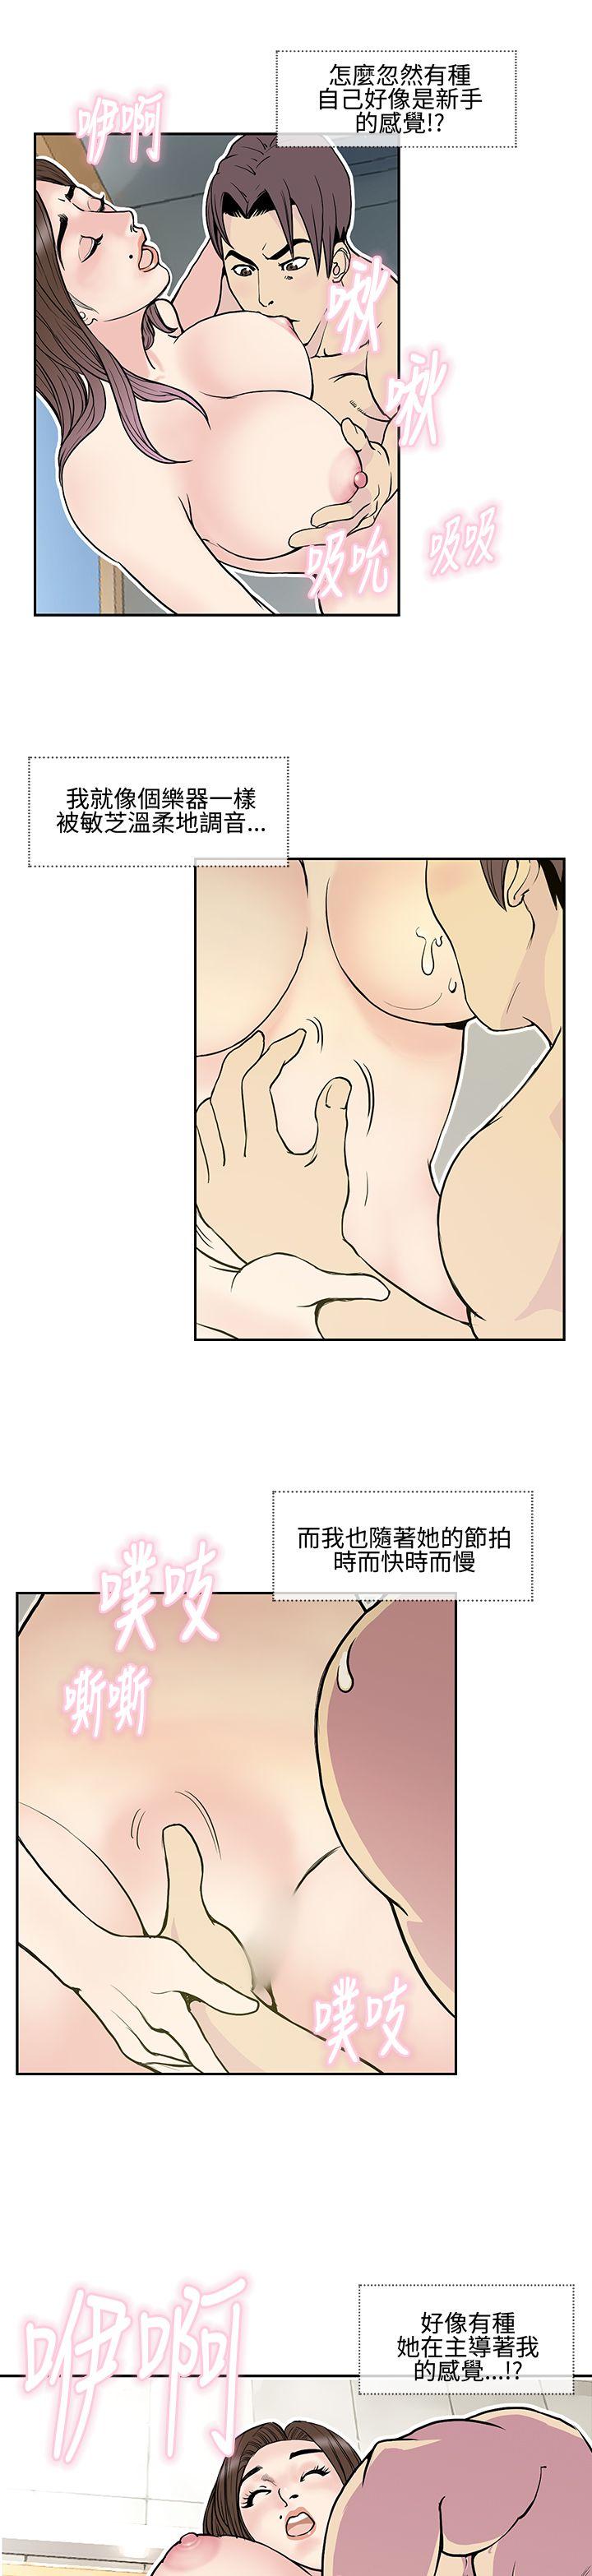 怎麼忽然有種
自己好像是新手
的感覺!?
咿啊
啾
啾
吸吮
吸吸
我就像個樂器一樣
被敏芝溫柔地調音...
而我也隨著她的節拍
時而快時而慢
噗吱
嘶嘶
噗吱
好像有種
她在主導著我
的感覺...!?
咿啊